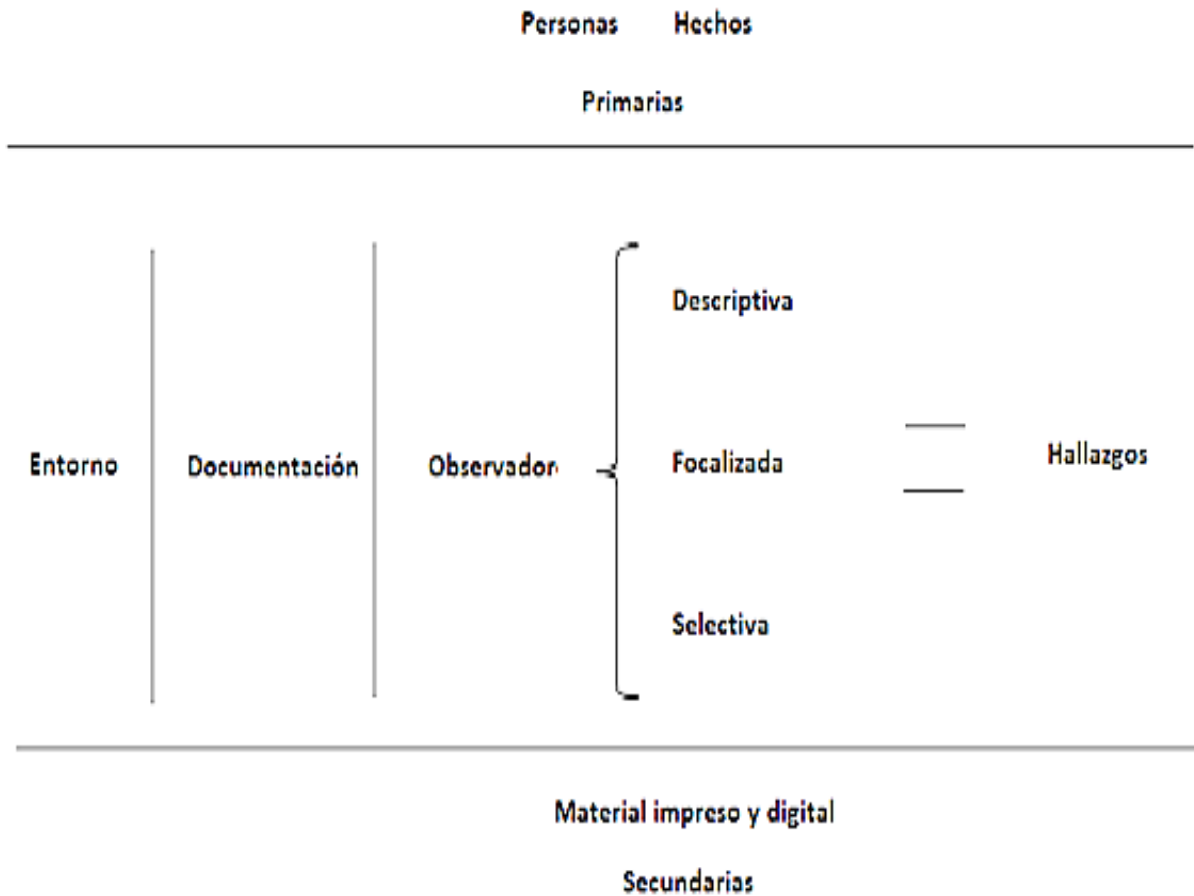 Personas Hechos
Primarias
Descriptiva
Entorno Documentación Observador Focalizada Hallazgos
Selectiva
Material impreso y digital
Secundarias